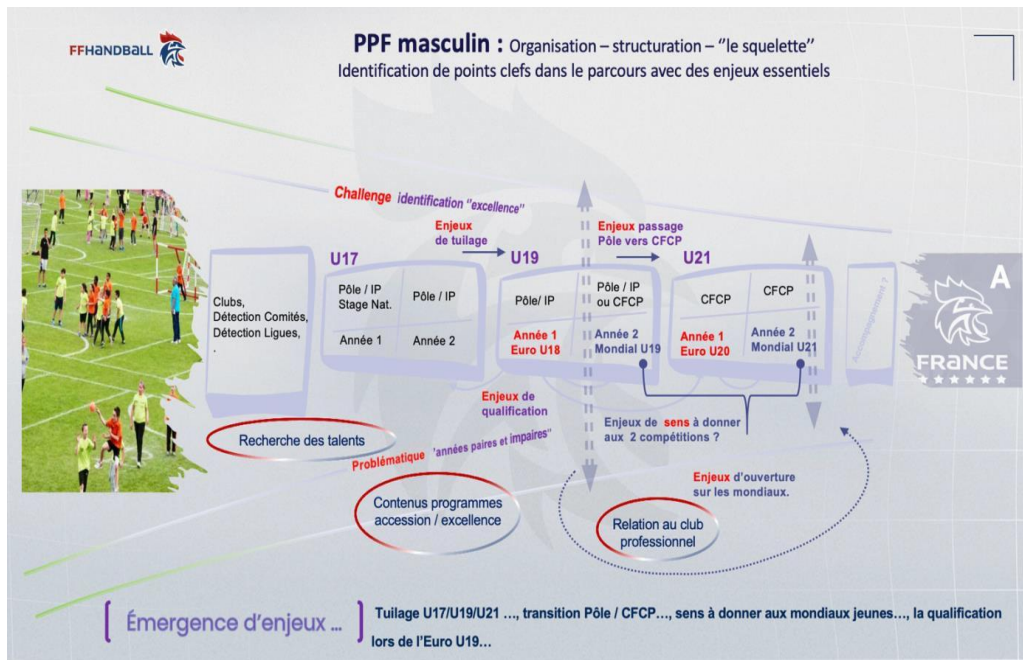 FFHANDBALL
PPF masculin : Organisation – structuration – ‘’le squelette’’
Identification de points clefs dans le parcours avec des enjeux essentiels
Challenge identification ‘’excellence’’
Enjeux
de tuilage
Enjeux passage
Pôle vers CFCP
U17
U19
U21
Clubs,
Détection Comités,
Détection Ligues,
.
Pôle / IP
Stage Nat.
Année 1
Pôle / IP
Année 2
Pôle/ IP
Année 1
Euro U18
Pôle / IP
ou CFCP
Année 2
Mondial U19
CFCP
Année 1
Euro U20
CFCP
Année 2
Mondial U21
Accompagnement ?
A
FRANCE
Enjeux de
qualification
Enjeux de sens à donner
aux 2 compétitions ?
Recherche des talents
Problématique 'années paires et impaires’’
Enjeux d’ouverture
sur les mondiaux.
Contenus programmes
accession / excellence
Relation au club
professionnel
Émergence d’enjeux ...
Tuilage U17/U19/U21 …, transition Pôle / CFCP…, sens à donner aux mondiaux jeunes…, la qualification
lors de l’Euro U19…